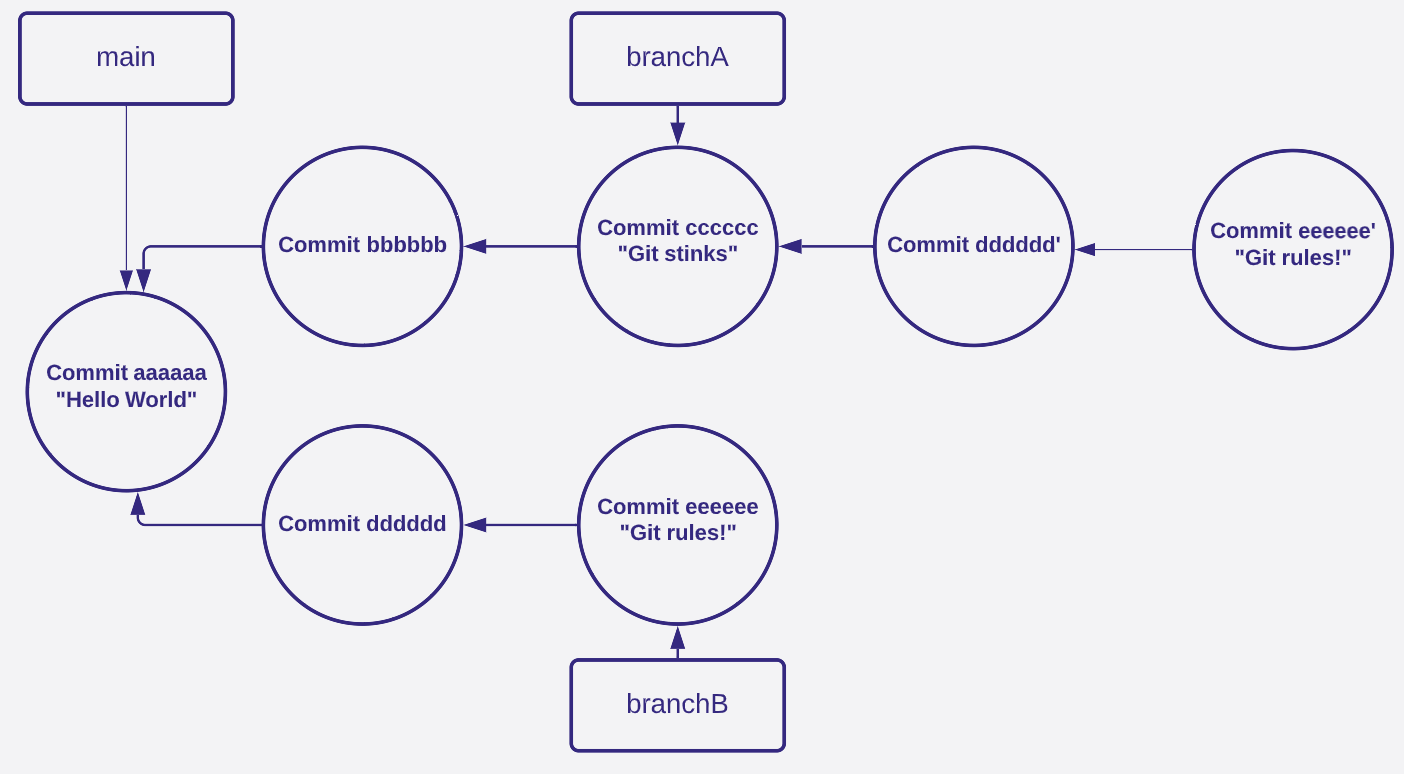 main
branchA
Commit bbbbbb
Commit cccccc
"Git stinks"
Commit dddddd'
Commit eeeeee'
"Git rules!"
Commit aaaaaa
"Hello World"
Commit dddddd
Commit eeeeee
"Git rules!"
branchB